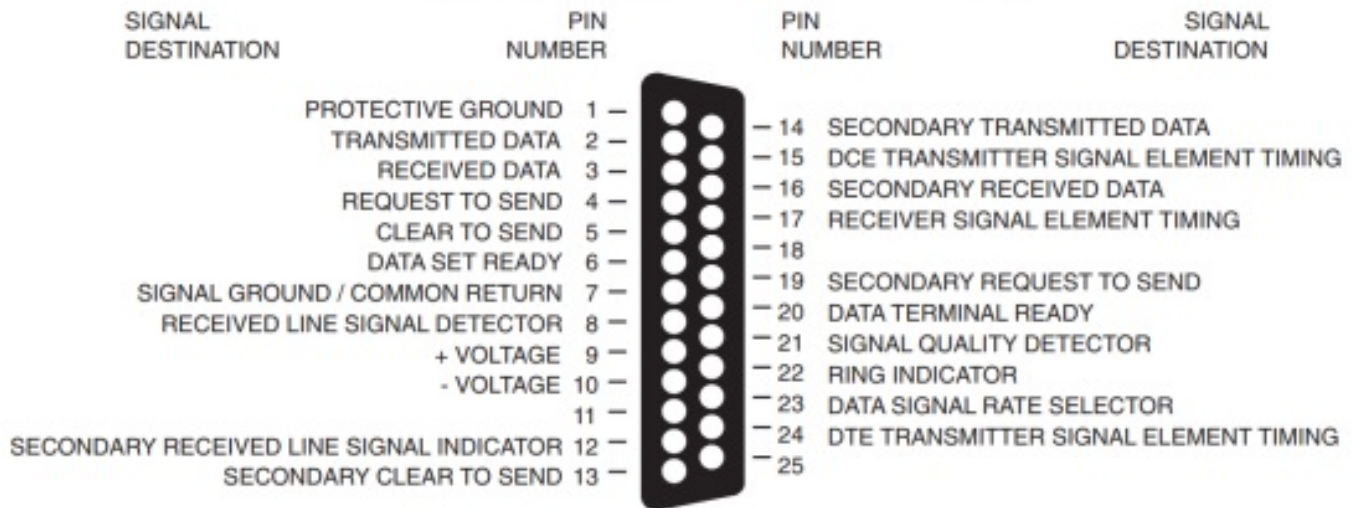 SIGNAL DESTINATION
PIN NUMBER
PIN NUMBER
SIGNAL DESTINATION
PROTECTIVE GROUND 1
TRANSMITTED DATA 2
RECEIVED DATA 3
REQUEST TO SEND 4
CLEAR TO SEND 5
DATA SET READY 6
SIGNAL GROUND / COMMON RETURN 7
RECEIVED LINE SIGNAL DETECTOR 8
+ VOLTAGE 9
- VOLTAGE 10
11
SECONDARY RECEIVED LINE SIGNAL INDICATOR 12
SECONDARY CLEAR TO SEND 13
14 SECONDARY TRANSMITTED DATA
15 DCE TRANSMITTER SIGNAL ELEMENT TIMING
16 SECONDARY RECEIVED DATA
17 RECEIVER SIGNAL ELEMENT TIMING
18
19 SECONDARY REQUEST TO SEND
20 DATA TERMINAL READY
21 SIGNAL QUALITY DETECTOR
22 RING INDICATOR
23 DATA SIGNAL RATE SELECTOR
24 DTE TRANSMITTER SIGNAL ELEMENT TIMING
25